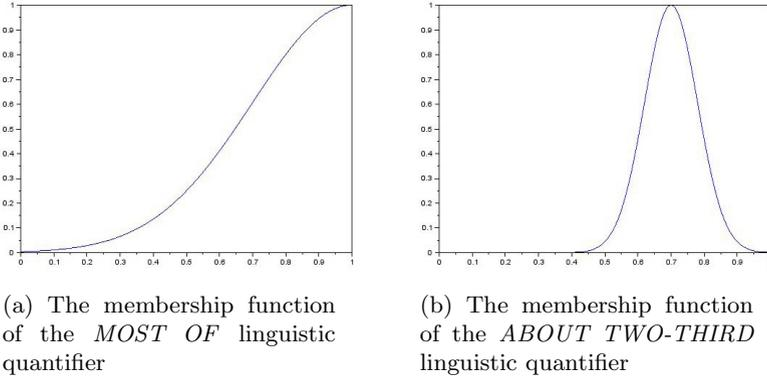 1
0.9
0.8
0.7
0.6
0.5
0.4
0.3
0.2
0.1
0
0 0.1 0.2 0.3 0.4 0.5 0.6 0.7 0.8 0.9 1
(a) The membership function
of the MOST OF linguistic
quantifier
1
0.9
0.8
0.7
0.6
0.5
0.4
0.3
0.2
0.1
0
0 0.1 0.2 0.3 0.4 0.5 0.6 0.7 0.8 0.9
(b) The membership function
of the ABOUT TWO-THIRD
linguistic quantifier